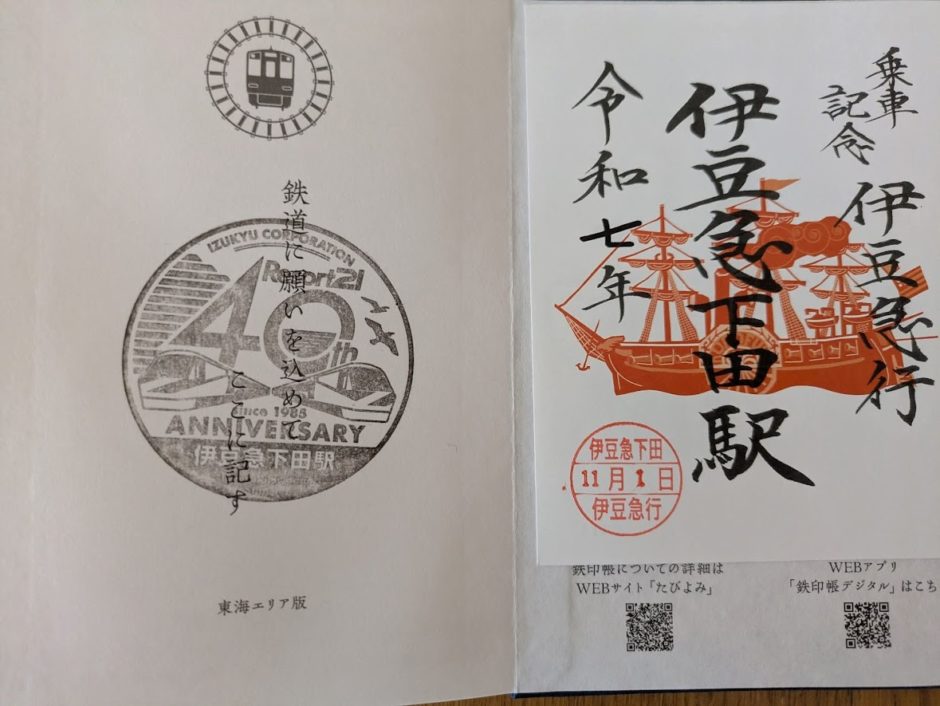 鉄道に願いを込めて
ここに記す
IZUKYU CORPORATION
Resort21
40th
since 1985
ANNIVERSARY
伊豆急下田駅
東海エリア版
乗車
記念
伊豆急行
伊豆急下田駅
令和七年
伊豆急下田
11月1日
伊豆急行
鉄印帳についての詳細は
WEBサイト「たびよみ」
WEBアプリ
「鉄印帳デジタル」はこち